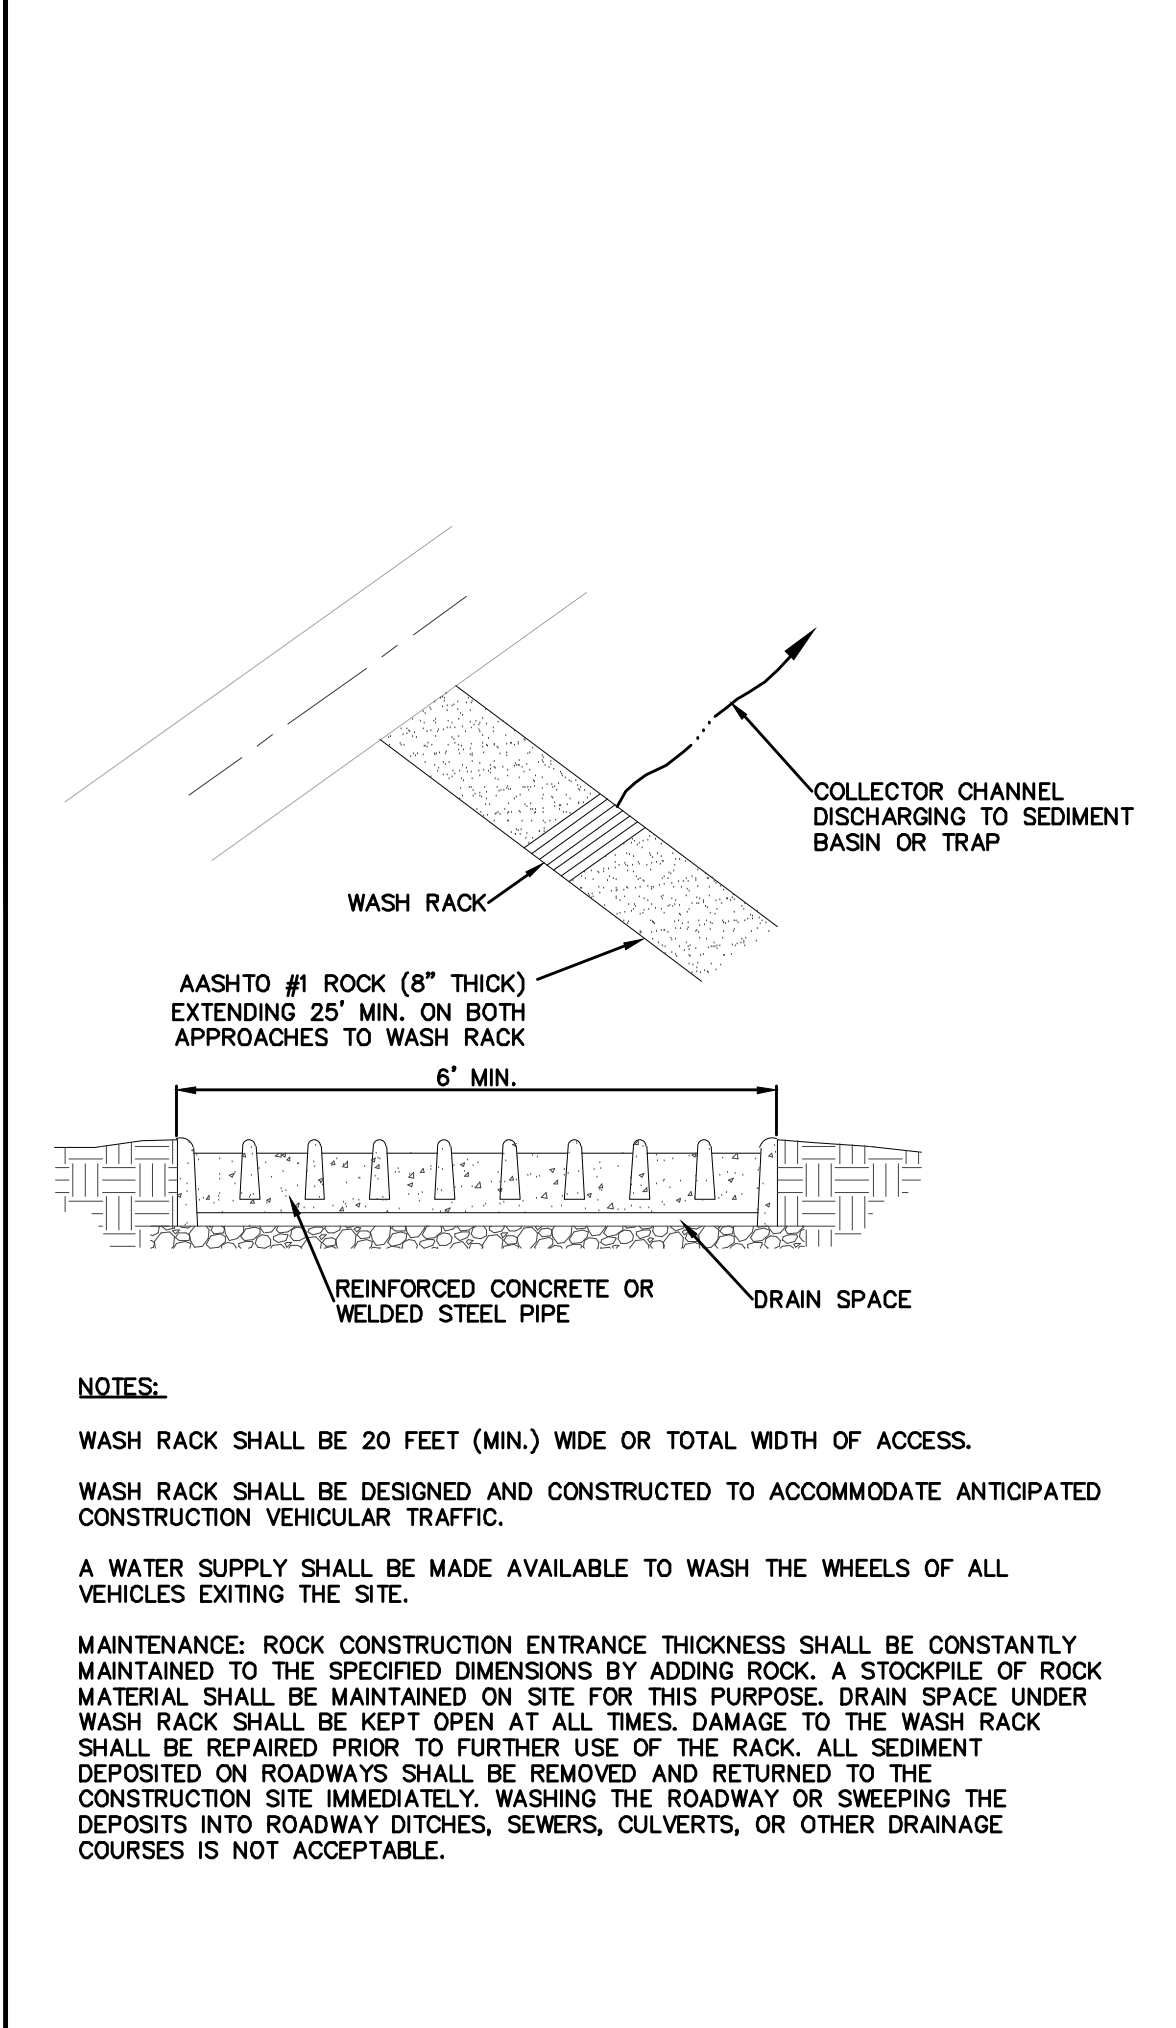 COLLECTOR CHANNEL
DISCHARGING TO SEDIMENT
BASIN OR TRAP
WASH RACK
AASHTO #1 ROCK (8" THICK)
EXTENDING 25' MIN. ON BOTH
APPROACHES TO WASH RACK
6' MIN.
REINFORCED CONCRETE OR
WELDED STEEL PIPE
DRAIN SPACE
NOTES:
WASH RACK SHALL BE 20 FEET (MIN.) WIDE OR TOTAL WIDTH OF ACCESS.
WASH RACK SHALL BE DESIGNED AND CONSTRUCTED TO ACCOMMODATE ANTICIPATED
CONSTRUCTION VEHICULAR TRAFFIC.
A WATER SUPPLY SHALL BE MADE AVAILABLE TO WASH THE WHEELS OF ALL
VEHICLES EXITING THE SITE.
MAINTENANCE: ROCK CONSTRUCTION ENTRANCE THICKNESS SHALL BE CONSTANTLY
MAINTAINED TO THE SPECIFIED DIMENSIONS BY ADDING ROCK. A STOCKPILE OF ROCK
MATERIAL SHALL BE MAINTAINED ON SITE FOR THIS PURPOSE. DRAIN SPACE UNDER
WASH RACK SHALL BE KEPT OPEN AT ALL TIMES. DAMAGE TO THE WASH RACK
SHALL BE REPAIRED PRIOR TO FURTHER USE OF THE RACK. ALL SEDIMENT
DEPOSITED ON ROADWAYS SHALL BE REMOVED AND RETURNED TO THE
CONSTRUCTION SITE IMMEDIATELY. WASHING THE ROADWAY OR SWEEPING THE
DEPOSITS INTO ROADWAY DITCHES, SEWERS, CULVERTS, OR OTHER DRAINAGE
COURSES IS NOT ACCEPTABLE.